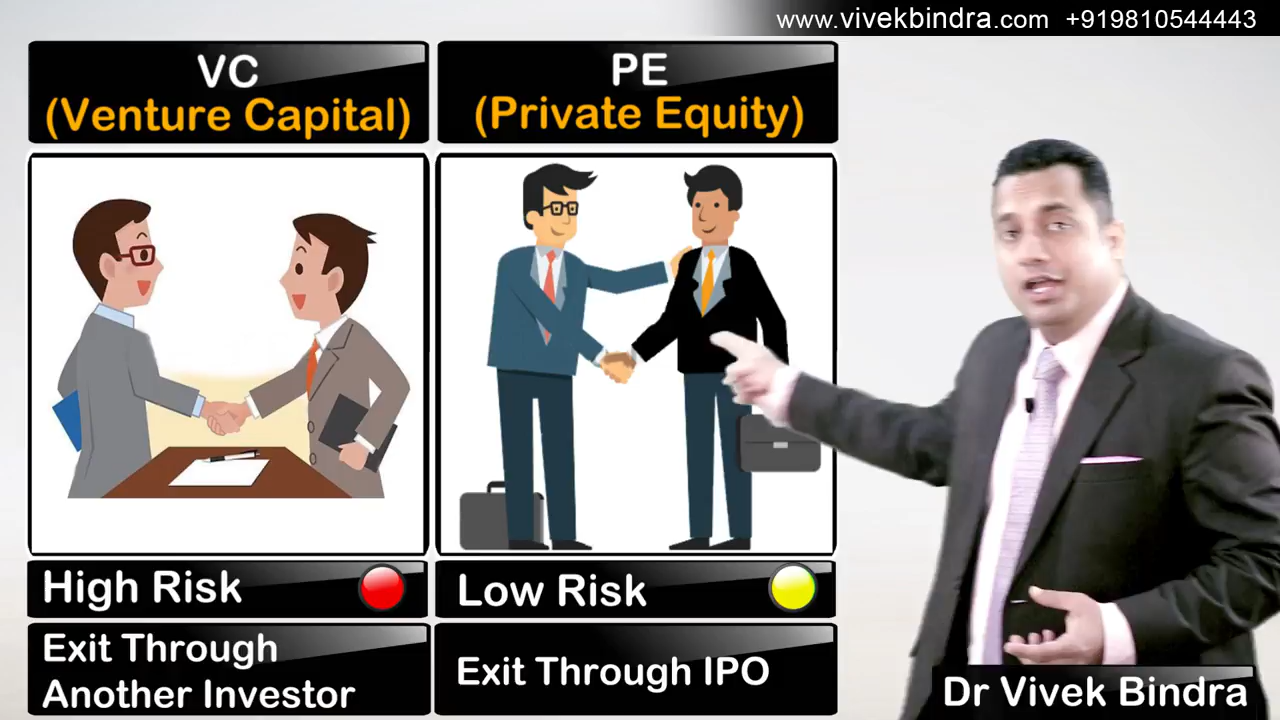 www.vivekbindra.com +919810544443
VC
(Venture Capital)
PE
(Private Equity)
High Risk
Low Risk
Exit Through
Another Investor
Exit Through IPO
Dr Vivek Bindra